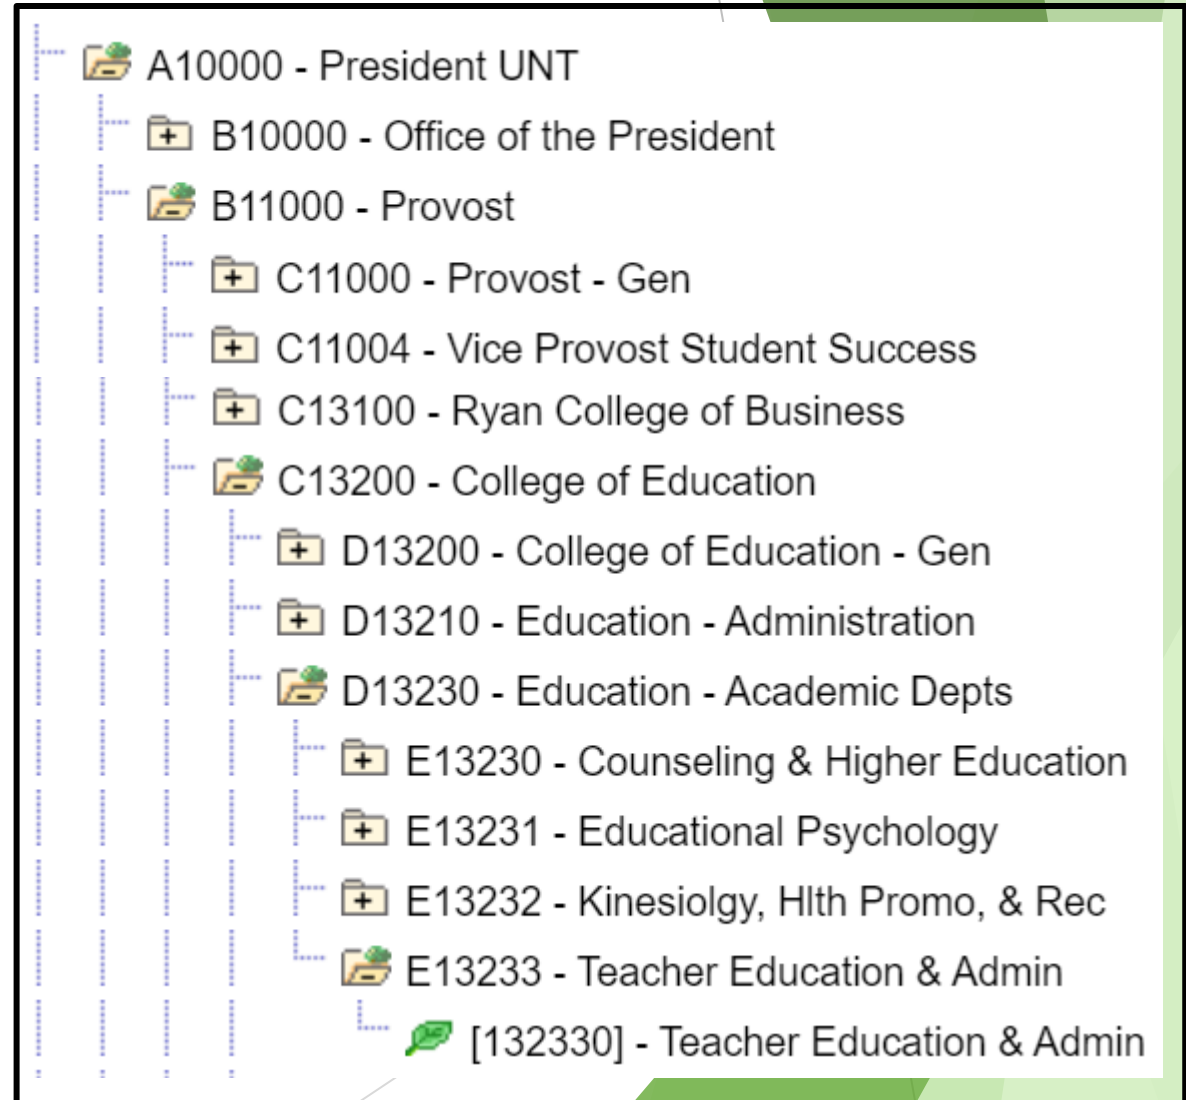 A10000 - President UNT
B10000 - Office of the President
B11000 - Provost
C11000 - Provost - Gen
C11004 - Vice Provost Student Success
C13100 - Ryan College of Business
C13200 - College of Education
D13200 - College of Education - Gen
D13210 - Education - Administration
D13230 - Education - Academic Depts
E13230 - Counseling & Higher Education
E13231 - Educational Psychology
E13232 - Kinesiolgy, Hlth Promo, & Rec
E13233 - Teacher Education & Admin
[132330] - Teacher Education & Admin